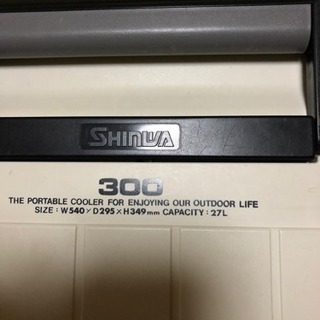 SHINWA
300
THE PORTABLE COOLER FOR ENJOYING OUR OUTDOOR LIFE
SIZE: W540×D295×H349mm CAPACITY: 27L